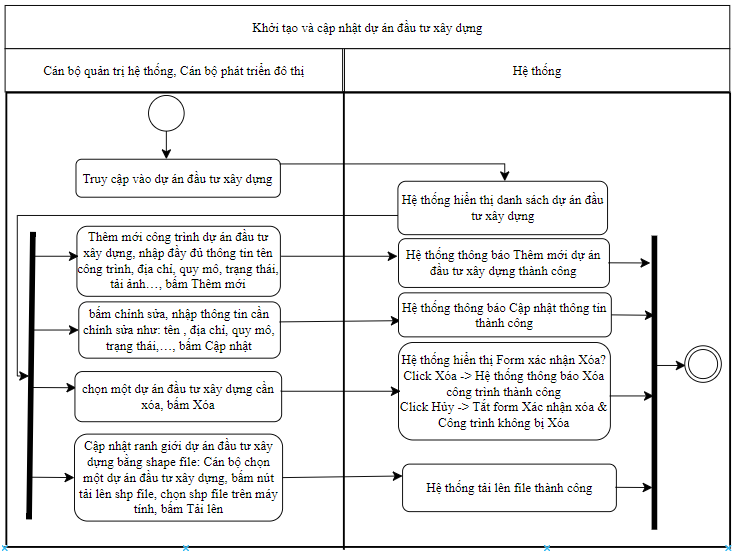 Khởi tạo và cập nhật dự án đầu tư xây dựng
Cán bộ quản trị hệ thống, Cán bộ phát triển đô thị
Hệ thống
Truy cập vào dự án đầu tư xây dựng
Hệ thống hiển thị danh sách dự án đầu
tư xây dựng
Thêm mới công trình dự án đầu tư
xây dựng, nhập đầy đủ thông tin tên
công trình, địa chỉ, quy mô, trạng thái,
tải ảnh…, bấm Thêm mới
Hệ thống thông báo Thêm mới dự án
đầu tư xây dựng thành công
bấm chỉnh sửa, nhập thông tin cần
chỉnh sửa như: tên , địa chỉ, quy mô,
trạng thái,…, bấm Cập nhật
Hệ thống thông báo Cập nhật thông tin
thành công
chọn một dự án đầu tư xây dựng cần
xóa, bấm Xóa
Hệ thống hiển thị Form xác nhận Xóa?
Click Xóa -> Hệ thống thông báo Xóa
công trình thành công
Click Hủy -> Tắt form Xác nhận xóa &
Công trình không bị Xóa
Cập nhật ranh giới dự án đầu tư xây
dựng bằng shape file: Cán bộ chọn
một dự án đầu tư xây dựng, bấm nút
tải lên shp file, chọn shp file trên máy
tính, bấm Tải lên
Hệ thống tải lên file thành công